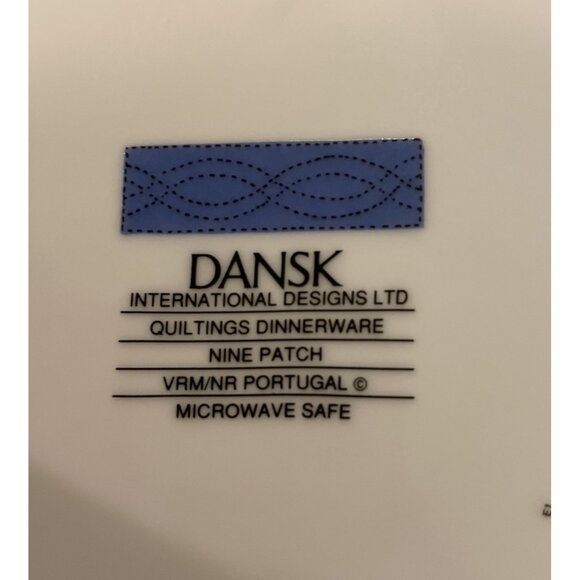 DANSK
INTERNATIONAL DESIGNS LTD
QUILTINGS DINNERWARE
NINE PATCH
VRM/NR PORTUGAL ©
MICROWAVE SAFE